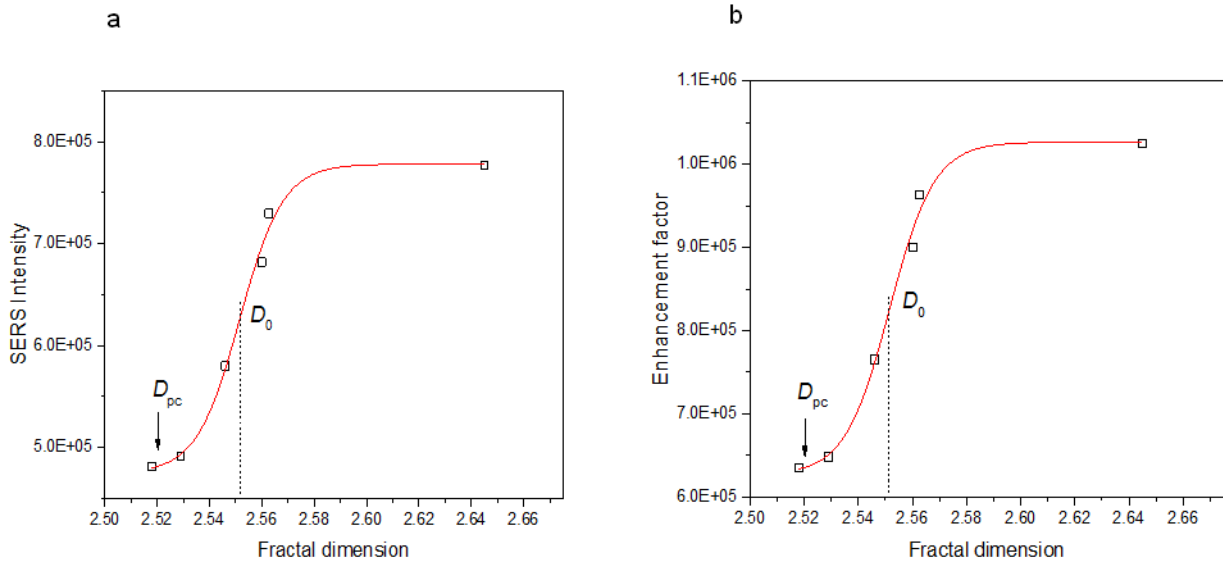 a
8.0E+05
7.0E+05
6.0E+05
5.0E+05
SERS Intensity
D0
Dpc
2.50 2.52 2.54 2.56 2.58 2.60 2.62 2.64 2.66
Fractal dimension
b
1.1E+06
1.0E+06
9.0E+05
8.0E+05
7.0E+05
6.0E+05
Enhancement factor
D0
Dpc
2.50 2.52 2.54 2.56 2.58 2.60 2.62 2.64 2.66
Fractal dimension